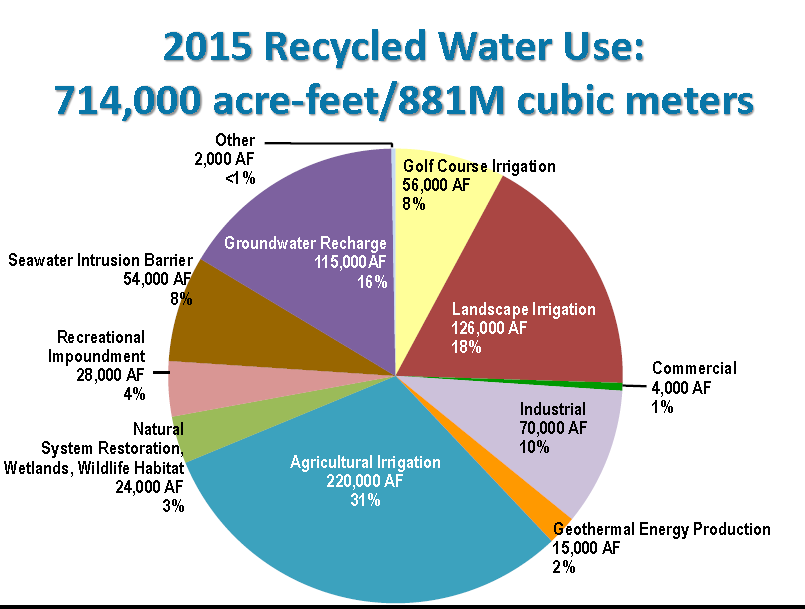 2015 Recycled Water Use:
714,000 acre-feet/881M cubic meters
Other
2,000 AF
<1%
Golf Course Irrigation
56,000 AF
8%
Groundwater Recharge
115,000 AF
16%
Seawater Intrusion Barrier
54,000 AF
8%
Landscape Irrigation
126,000 AF
18%
Recreational
Impoundment
28,000 AF
4%
Commercial
4,000 AF
1%
Industrial
70,000 AF
10%
Natural
System Restoration,
Wetlands, Wildlife Habitat
24,000 AF
3%
Agricultural Irrigation
220,000 AF
31%
Geothermal Energy Production
15,000 AF
2%